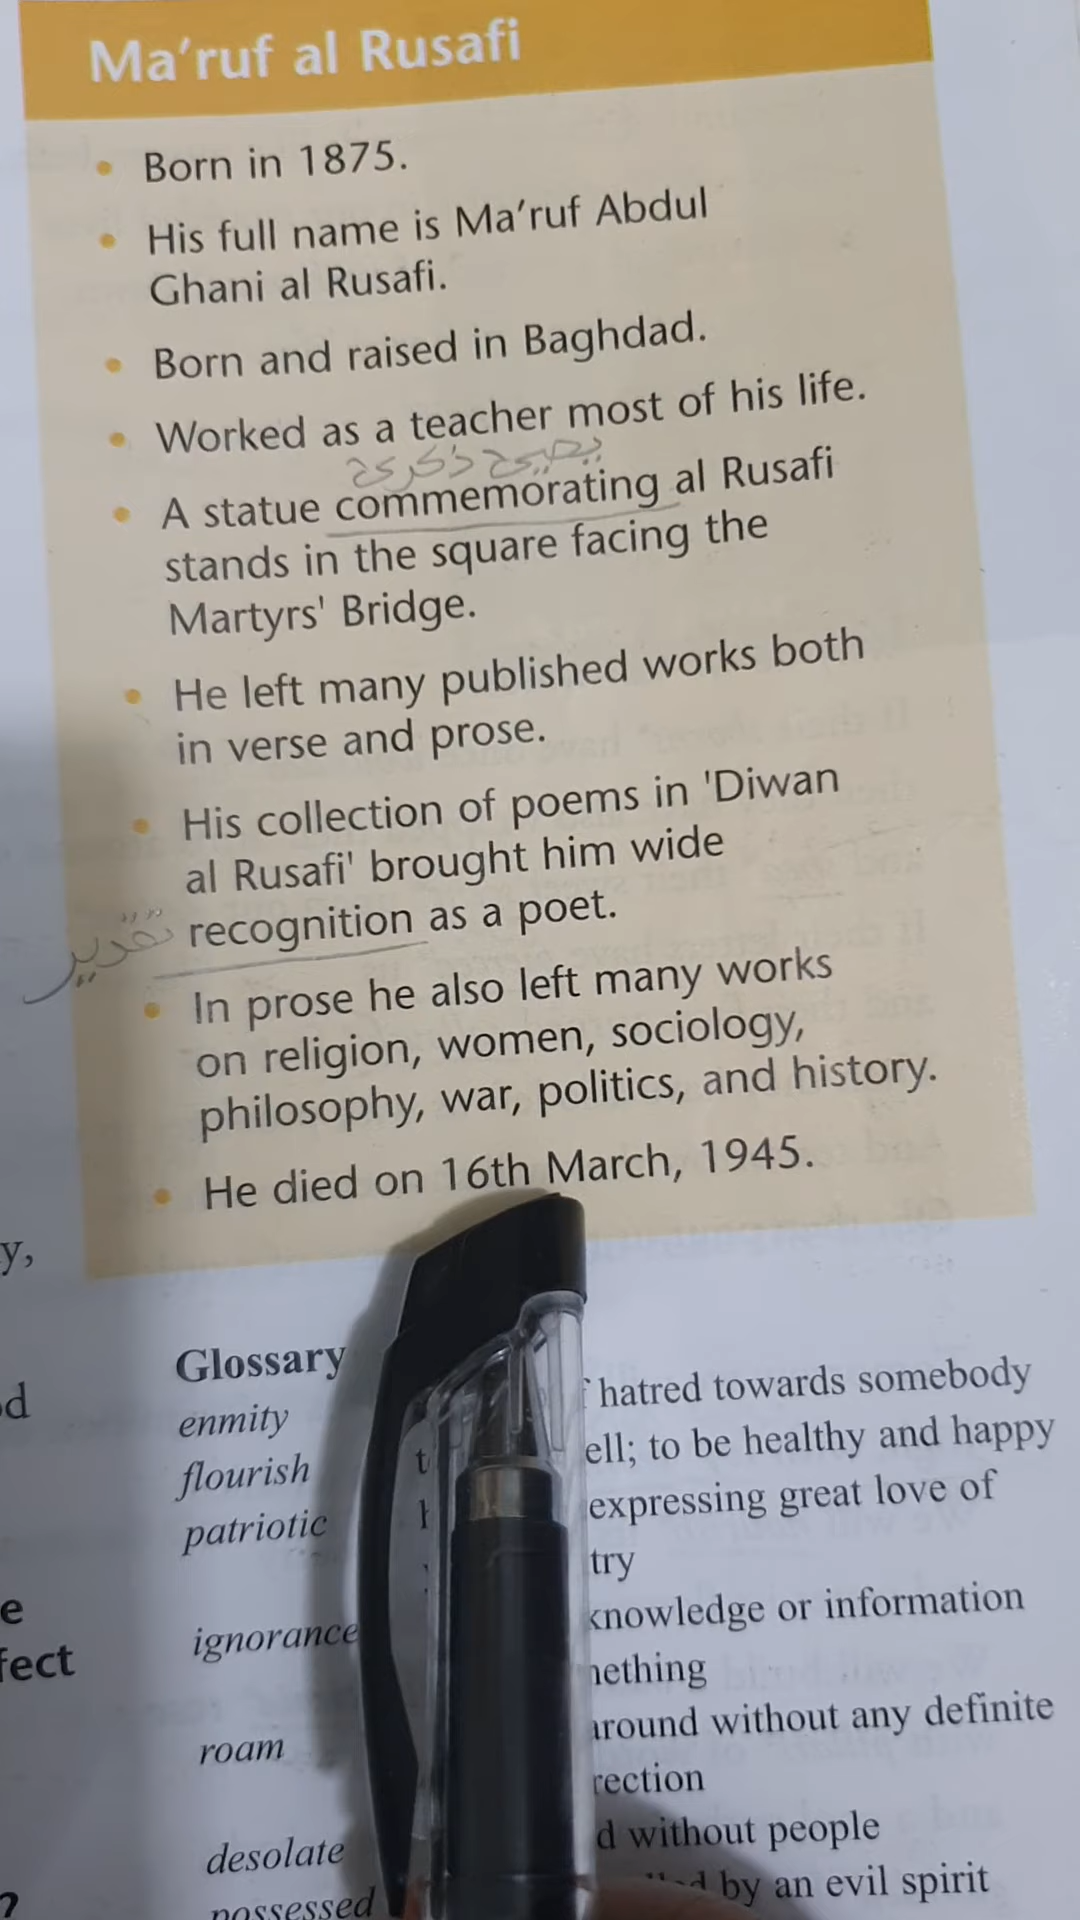 Ma'ruf al Rusafi
• Born in 1875.
• His full name is Ma'ruf Abdul
Ghani al Rusafi.
• Born and raised in Baghdad.
• Worked as a teacher most of his life.
• A statue commemorating al Rusafi
stands in the square facing the
Martyrs' Bridge.
• He left many published works both
in verse and prose.
• His collection of poems in 'Diwan
al Rusafi' brought him wide
تقدير
recognition as a poet.
• In prose he also left many works
on religion, women, sociology,
philosophy, war, politics, and history.
• He died on 16th March, 1945.
y,
Glossary
enmity hatred towards somebody
flourish ell; to be healthy and happy
patriotic expressing great love of
try
ignorance knowledge or information
nething
roam around without any definite
rection
desolate d without people
possessed by an evil spirit
d
e
fect
?